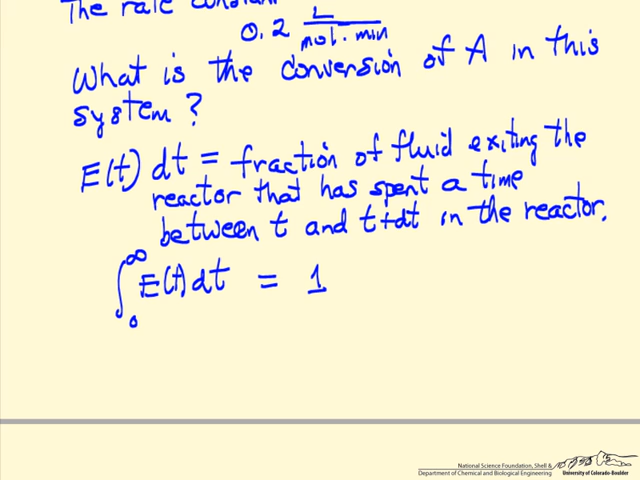 The rate constant
0.2 L/mol·min
What is the conversion of A in this
system?
E(t) dt = fraction of fluid exiting the
reactor that has spent a time
between t and t+dt in the reactor.
∫₀^∞ E(t) dt = 1
National Science Foundation, Shell &
Department of Chemical and Biological Engineering
University of Colorado-Boulder